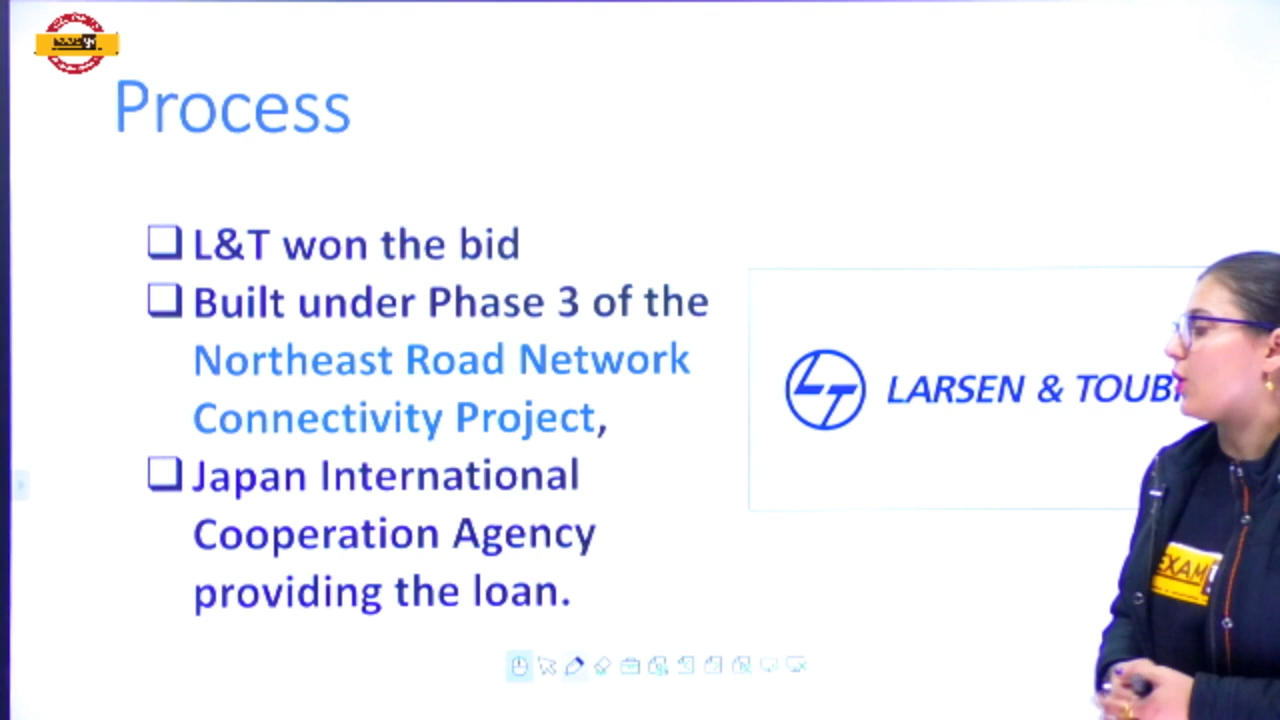 Process
L&T won the bid
Built under Phase 3 of the
Northeast Road Network
Connectivity Project,
Japan International
Cooperation Agency
providing the loan.
LARSEN & TOUB
EXAM